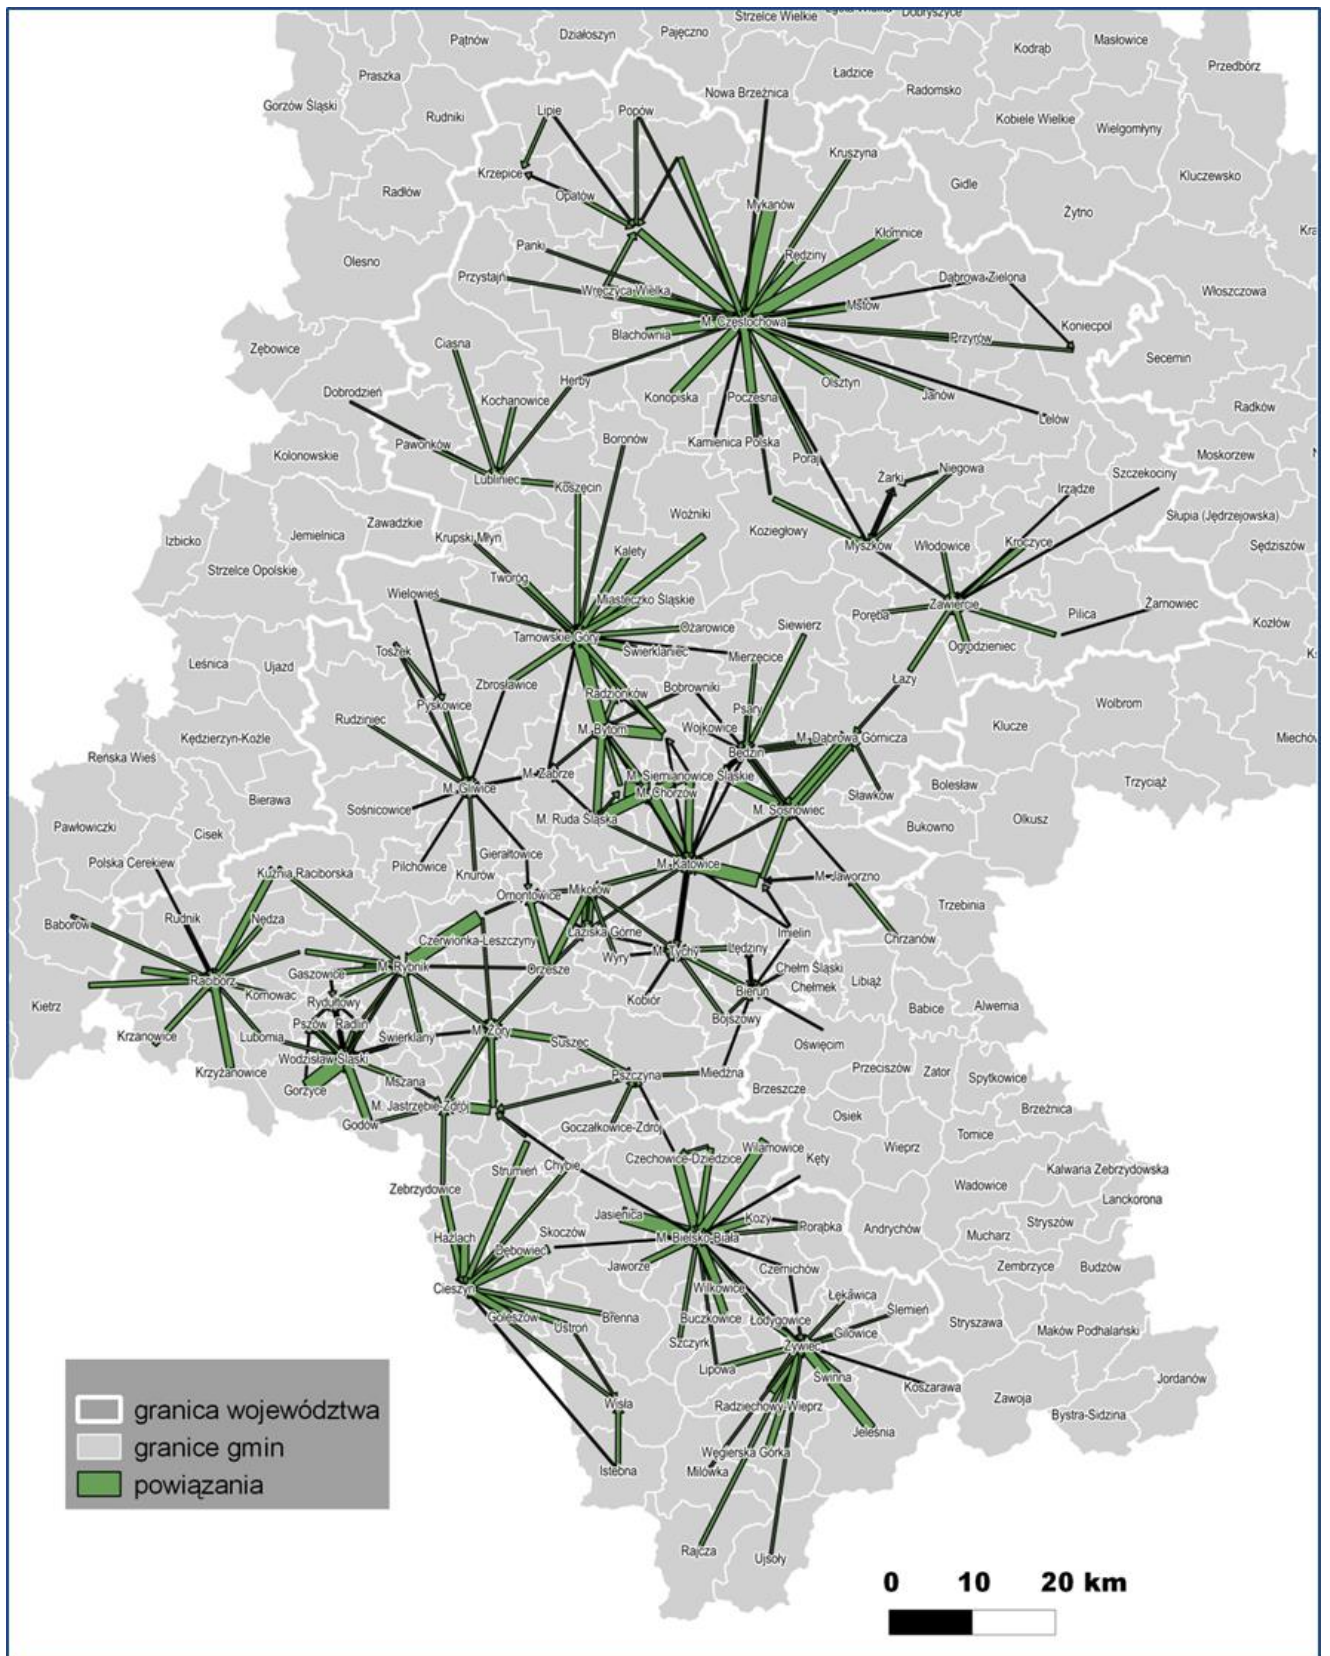 Strzelce Wielkie
Dobryszyce
Pątnów
Działoszyn
Pajęczno
Kodrąb
Masłowice
Przedbórz
Praszka
Ładzice
Radomsko
Gorzów Śląski
Rudniki
Lipie
Popów
Nowa Brzeźnica
Kobiele Wielkie
Wielgomłyny
Kruszyna
Krzepice
Radłów
Opatów
Gidle
Kluczewsko
Mykanów
Żytno
Kłomnice
Kra
Olesno
Panki
Rędziny
Przystajń
Wręczyca Wielka
Dąbrowa Zielona
Włoszczowa
Mstów
M. Częstochowa
Blachownia
Koniecpol
Przyrów
Zębowice
Ciasna
Secemin
Dobrodzień
Herby
Kochanowice
Konopiska
Poczesna
Olsztyn
Janów
Lelów
Radków
Pawonków
Boronów
Kamienica Polska
Poraj
Kolonowskie
Moskorzew
Lubliniec
Koszęcin
Żarki
Niegowa
Szczekociny
Irządze
Woźniki
Słupia (Jędrzejowska)
Izbicko
Jemielnica
Zawadzkie
Krupski Młyn
Koziegłowy
Myszków
Włodowice
Kroczyce
Sędziszów
Kalety
Strzelce Opolskie
Tworóg
Wielowieś
Miasteczko Śląskie
Zawiercie
Poręba
Pilica
Żarnowiec
Kozłów
Tarnowskie Góry
Ożarowice
Siewierz
Ogrodzieniec
Leśnica
Ujazd
Toszek
Świerklaniec
Mierzęcice
Łazy
Zbrosławice
Radzionków
Bobrowniki
Pyskowice
Psary
Wolbrom
Rudziniec
M. Bytom
Wojkowice
M. Dąbrowa Górnicza
Klucze
Kędzierzyn-Koźle
Będzin
Miechów
Reńska Wieś
M. Zabrze
M. Siemianowice Śląskie
M. Gliwice
M. Chorzów
Sławków
Bolesław
Trzyciąż
Bierawa
Sośnicowice
M. Ruda Śląska
M. Sosnowiec
Bukowno
Olkusz
Pawłowiczki
Cisek
Gierałtowice
Polska Cerekiew
Pilchowice
M. Katowice
Kuźnia Raciborska
Knurów
M. Jaworzno
Ornontowice
Mikołów
Trzebinia
Baborów
Rudnik
Nędza
Łaziska Górne
Imielin
Chrzanów
Czerwionka-Leszczyny
Lędziny
Wyry
M. Tychy
M. Rybnik
Orzesze
Chełm Śląski
Gaszowice
Racibórz
Chełmek
Libiąż
Kornowac
Bieruń
Kietrz
Rydułtowy
Kobiór
Babice
Alwernia
Bojszowy
Pszów
Radlin
Krzanowice
Lubomia
Świerklany
M. Żory
Suszec
Oświęcim
Wodzisław Śląski
Krzyżanowice
Pszczyna
Miedźna
Przeciszów
Zator
Spytkowice
Mszana
Gorzyce
Brzeszcze
M. Jastrzębie-Zdrój
Osiek
Brzeźnica
Godów
Goczałkowice-Zdrój
Tomice
Wilamowice
Wieprz
Czechowice-Dziedzice
Strumień
Chybie
Kęty
Kalwaria Zebrzydowska
Zebrzydowice
Wadowice
Lanckorona
Jasienica
Kozy
Skoczów
Porąbka
Andrychów
Stryszów
Hażlach
M. Bielsko-Biała
Mucharz
Dębowiec
Jaworze
Czernichów
Zembrzyce
Budzów
Cieszyn
Wilkowice
Łękawica
Ślemień
Goleszów
Brenna
Buczkowice
Łodygowice
Stryszawa
Ustroń
Gilowice
Maków Podhalański
Szczyrk
Żywiec
Lipowa
Świnna
Jordanów
Koszarawa
Wisła
Radziechowy-Wieprz
Zawoja
Bystra-Sidzina
Jeleśnia
Węgierska Górka
Istebna
Milówka
Rajcza
Ujsoły
granica województwa
granice gmin
powiązania
0 10 20 km